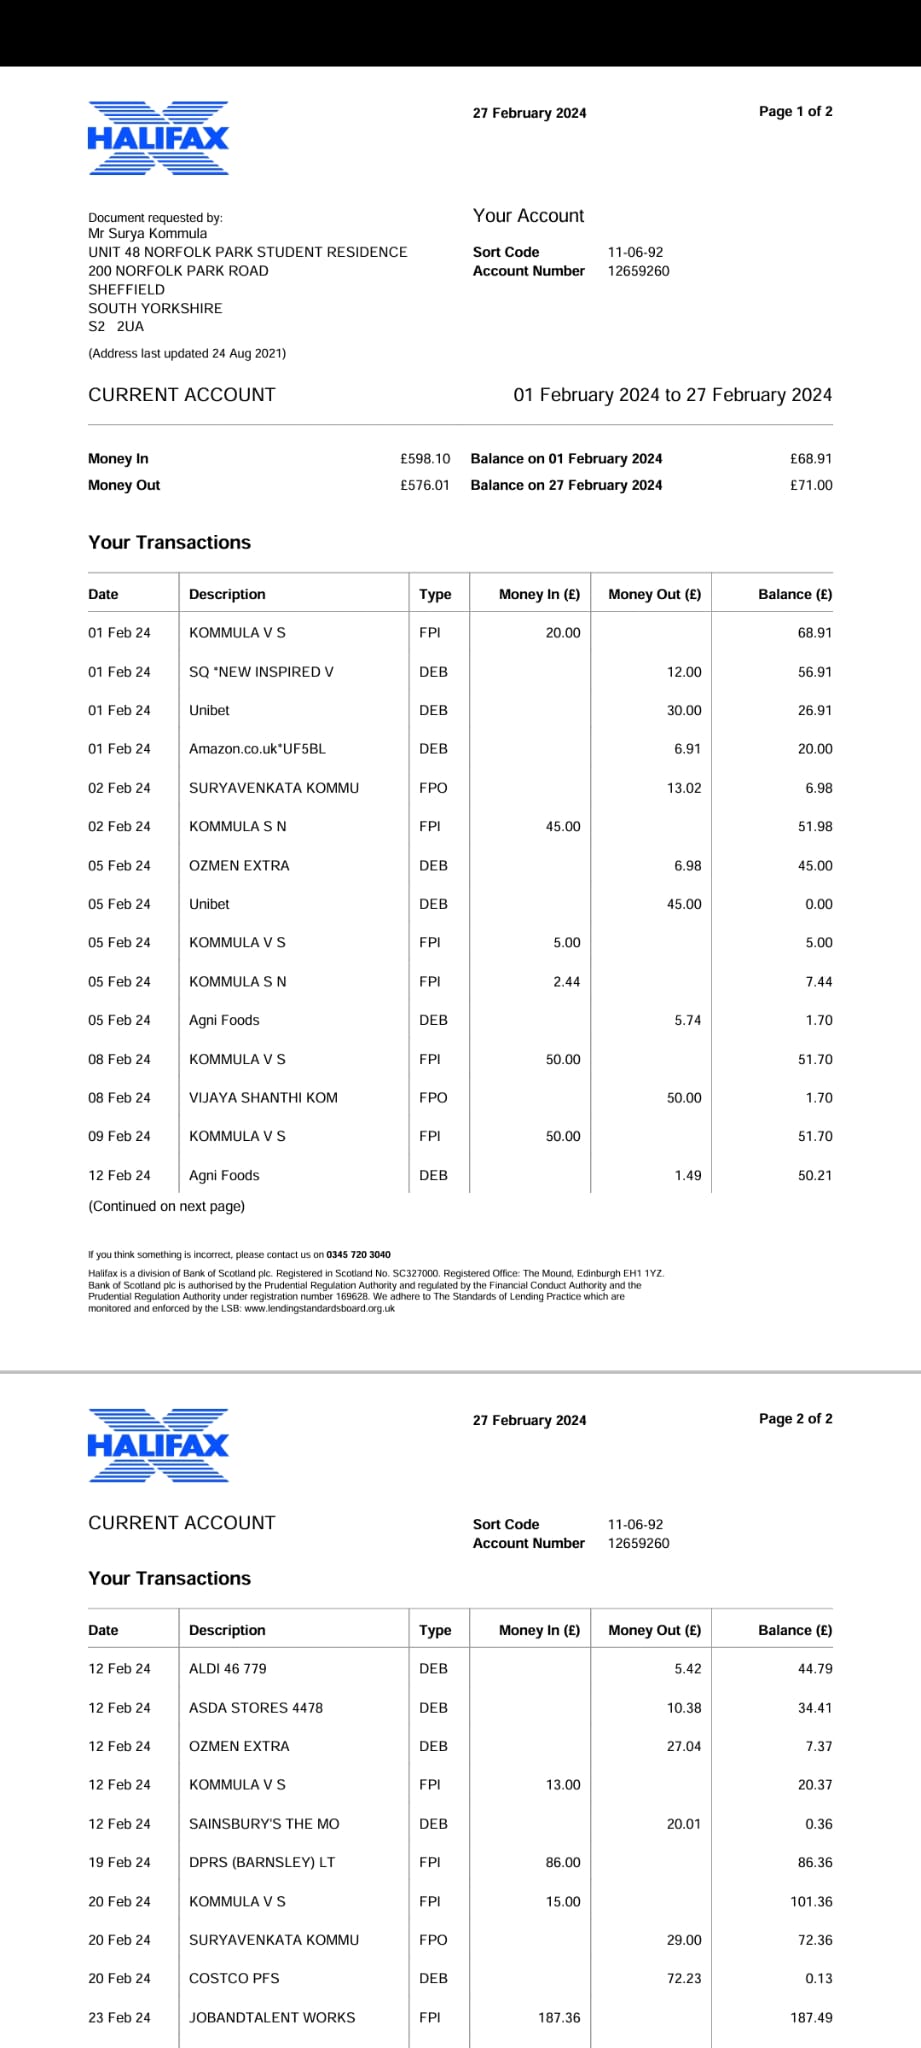 HALIFAX
27 February 2024
Page 1 of 2
Document requested by:
Mr Surya Kommula
UNIT 48 NORFOLK PARK STUDENT RESIDENCE
200 NORFOLK PARK ROAD
SHEFFIELD
SOUTH YORKSHIRE
S2 2UA
(Address last updated 24 Aug 2021)
Your Account
Sort Code 11-06-92
Account Number 12659260
CURRENT ACCOUNT 01 February 2024 to 27 February 2024
Money In £598.10 Balance on 01 February 2024 £68.91
Money Out £576.01 Balance on 27 February 2024 £71.00
Your Transactions
Date Description Type Money In (£) Money Out (£) Balance (£)
01 Feb 24 KOMMULA V S FPI 20.00 68.91
01 Feb 24 SQ *NEW INSPIRED V DEB 12.00 56.91
01 Feb 24 Unibet DEB 30.00 26.91
01 Feb 24 Amazon.co.uk*UF5BL DEB 6.91 20.00
02 Feb 24 SURYAVENKATA KOMMU FPO 13.02 6.98
02 Feb 24 KOMMULA S N FPI 45.00 51.98
05 Feb 24 OZMEN EXTRA DEB 6.98 45.00
05 Feb 24 Unibet DEB 45.00 0.00
05 Feb 24 KOMMULA V S FPI 5.00 5.00
05 Feb 24 KOMMULA S N FPI 2.44 7.44
05 Feb 24 Agni Foods DEB 5.74 1.70
08 Feb 24 KOMMULA V S FPI 50.00 51.70
08 Feb 24 VIJAYA SHANTHI KOM FPO 50.00 1.70
09 Feb 24 KOMMULA V S FPI 50.00 51.70
12 Feb 24 Agni Foods DEB 1.49 50.21
(Continued on next page)
If you think something is incorrect, please contact us on 0345 720 3040
Halifax is a division of Bank of Scotland plc. Registered in Scotland No. SC327000. Registered Office: The Mound, Edinburgh EH1 1YZ.
Bank of Scotland plc is authorised by the Prudential Regulation Authority and regulated by the Financial Conduct Authority and the
Prudential Regulation Authority under registration number 169628. We adhere to The Standards of Lending Practice which are
monitored and enforced by the LSB: www.lendingstandardsboard.org.uk
HALIFAX
27 February 2024
Page 2 of 2
CURRENT ACCOUNT
Sort Code 11-06-92
Account Number 12659260
Your Transactions
Date Description Type Money In (£) Money Out (£) Balance (£)
12 Feb 24 ALDI 46 779 DEB 5.42 44.79
12 Feb 24 ASDA STORES 4478 DEB 10.38 34.41
12 Feb 24 OZMEN EXTRA DEB 27.04 7.37
12 Feb 24 KOMMULA V S FPI 13.00 20.37
12 Feb 24 SAINSBURY'S THE MO DEB 20.01 0.36
19 Feb 24 DPRS (BARNSLEY) LT FPI 86.00 86.36
20 Feb 24 KOMMULA V S FPI 15.00 101.36
20 Feb 24 SURYAVENKATA KOMMU FPO 29.00 72.36
20 Feb 24 COSTCO PFS DEB 72.23 0.13
23 Feb 24 JOBANDTALENT WORKS FPI 187.36 187.49